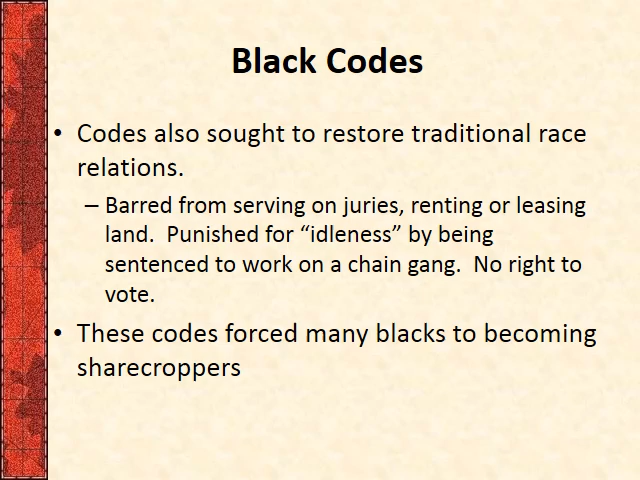 Black Codes
• Codes also sought to restore traditional race
relations.
– Barred from serving on juries, renting or leasing
land.  Punished for “idleness” by being
sentenced to work on a chain gang.  No right to
vote.
• These codes forced many blacks to becoming
sharecroppers